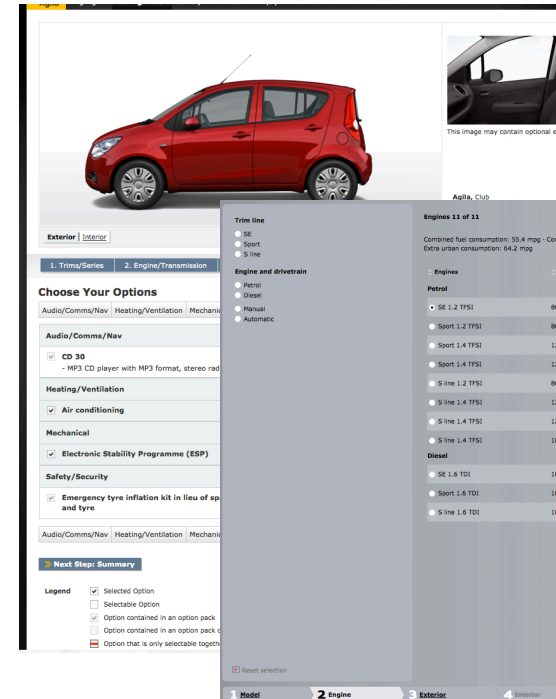 Agila
This image may contain optional e
Agila, Club
Exterior Interior
1. Trims/Series 2. Engine/Transmission
Choose Your Options
Audio/Comms/Nav Heating/Ventilation Mechanic
Audio/Comms/Nav
CD 30
- MP3 CD player with MP3 format, stereo rad
Heating/Ventilation
Air conditioning
Mechanical
Electronic Stability Programme (ESP)
Safety/Security
Emergency tyre inflation kit in lieu of sp
and tyre
Audio/Comms/Nav Heating/Ventilation Mechanic
Next Step: Summary
Legend Selected Option
Selectable Option
Option contained in an option pack
Option contained in an option pack
Option that is only selectable togeth
Trim line
SE
Sport
S line
Engine and drivetrain
Petrol
Diesel
Manual
Automatic
Reset selection
Engines 11 of 11
Combined fuel consumption: 55.4 mpg · Co
Extra urban consumption: 64.2 mpg
Engines
Petrol
SE 1.2 TFSI
Sport 1.2 TFSI
Sport 1.4 TFSI
Sport 1.4 TFSI
S line 1.2 TFSI
S line 1.4 TFSI
S line 1.4 TFSI
S line 1.4 TFSI
Diesel
SE 1.6 TDI
Sport 1.6 TDI
S line 1.6 TDI
1 Model 2 Engine 3 Exterior 4 Interior